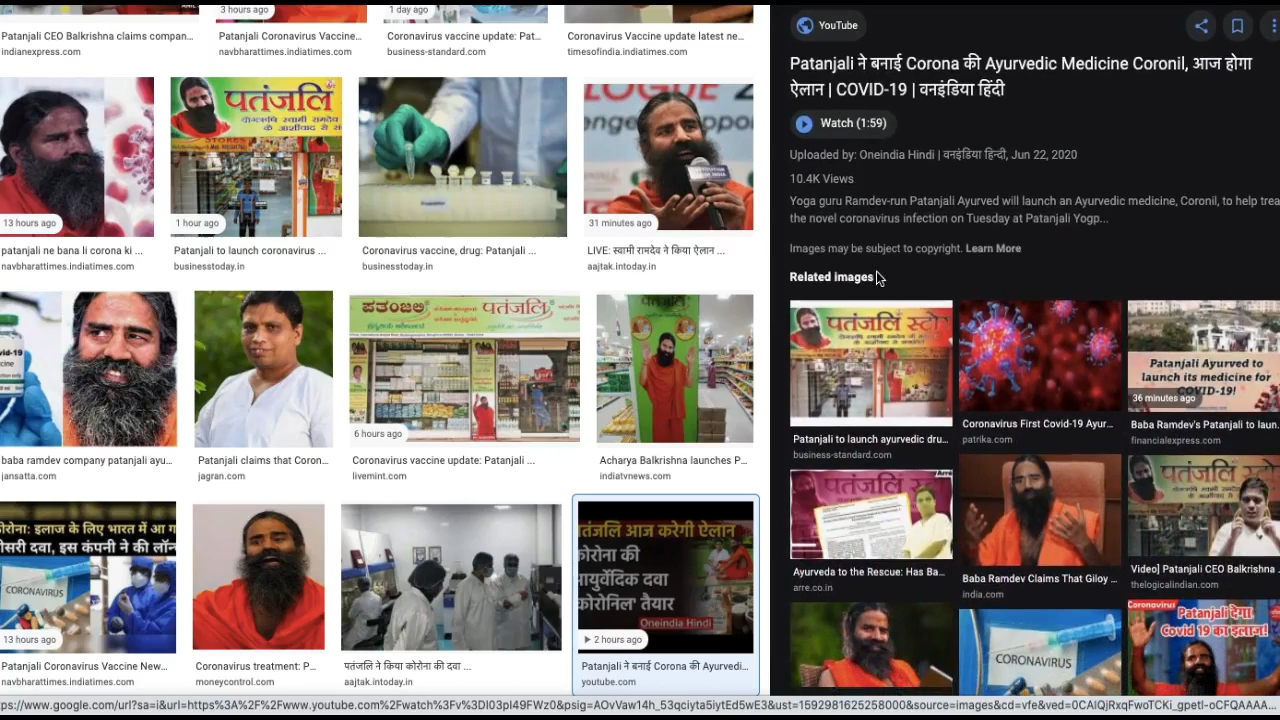 3 hours ago
1 day ago
Patanjali CEO Balkrishna claims compan...
indianexpress.com
Patanjali Coronavirus Vaccine...
navbharattimes.indiatimes.com
Coronavirus vaccine update: Pat...
business-standard.com
Coronavirus Vaccine update latest ne...
timesofindia.indiatimes.com
पतंजलि
योगऋषि स्वामी रामदेव
के आशीर्वाद से
STORES
LOGUE 2
13 hours ago
1 hour ago
31 minutes ago
patanjali ne bana li corona ki ...
navbharattimes.indiatimes.com
Patanjali to launch coronavirus ...
businesstoday.in
Coronavirus vaccine, drug: Patanjali ...
businesstoday.in
LIVE: स्वामी रामदेव ने किया ऐलान ...
aajtak.intoday.in
ಪತಂಜಲಿ
पतंजलि
6 hours ago
baba ramdev company patanjali ayu...
jansatta.com
Patanjali claims that Coron...
jagran.com
Coronavirus vaccine update: Patanjali ...
livemint.com
Acharya Balkrishna launches P...
indiatvnews.com
इलाज के लिए भारत में आ
दवा, इस कंपनी ने की
CORONAVIRUS
13 hours ago
आज करेगी ऐलान
कोरोना की
दवा
तैयार
Oneindia Hindi
2 hours ago
Patanjali Coronavirus Vaccine New...
navbharattimes.indiatimes.com
Coronavirus treatment: P...
moneycontrol.com
पतंजलि ने किया कोरोना की दवा ...
aajtak.intoday.in
Patanjali ने बनाई Corona की Ayurvedi...
youtube.com
YouTube
Patanjali ने बनाई Corona की Ayurvedic Medicine Coronil, आज होगा
ऐलान | COVID-19 | वनइंडिया हिंदी
Watch (1:59)
Uploaded by: Oneindia Hindi | वनइंडिया हिन्दी, Jun 22, 2020
10.4K Views
Yoga guru Ramdev-run Patanjali Ayurved will launch an Ayurvedic medicine, Coronil, to help trea
the novel coronavirus infection on Tuesday at Patanjali Yogp...
Images may be subject to copyright. Learn More
Related images
पतंजलि
Patanjali Ayurved to
launch its medicine for
COVID-19!
36 minutes ago
Patanjali to launch ayurvedic dru...
business-standard.com
Coronavirus First Covid-19 Ayur...
patrika.com
Baba Ramdev's Patanjali to laun.
financialexpress.com
Ayurveda to the Rescue: Has Ba...
arre.co.in
Baba Ramdev Claims That Giloy ...
india.com
Video] Patanjali CEO Balkrishna .
thelogicalindian.com
CORONAVIRUS
Coronavirus
Patanjali देगा
Covid 19 का इलाज!